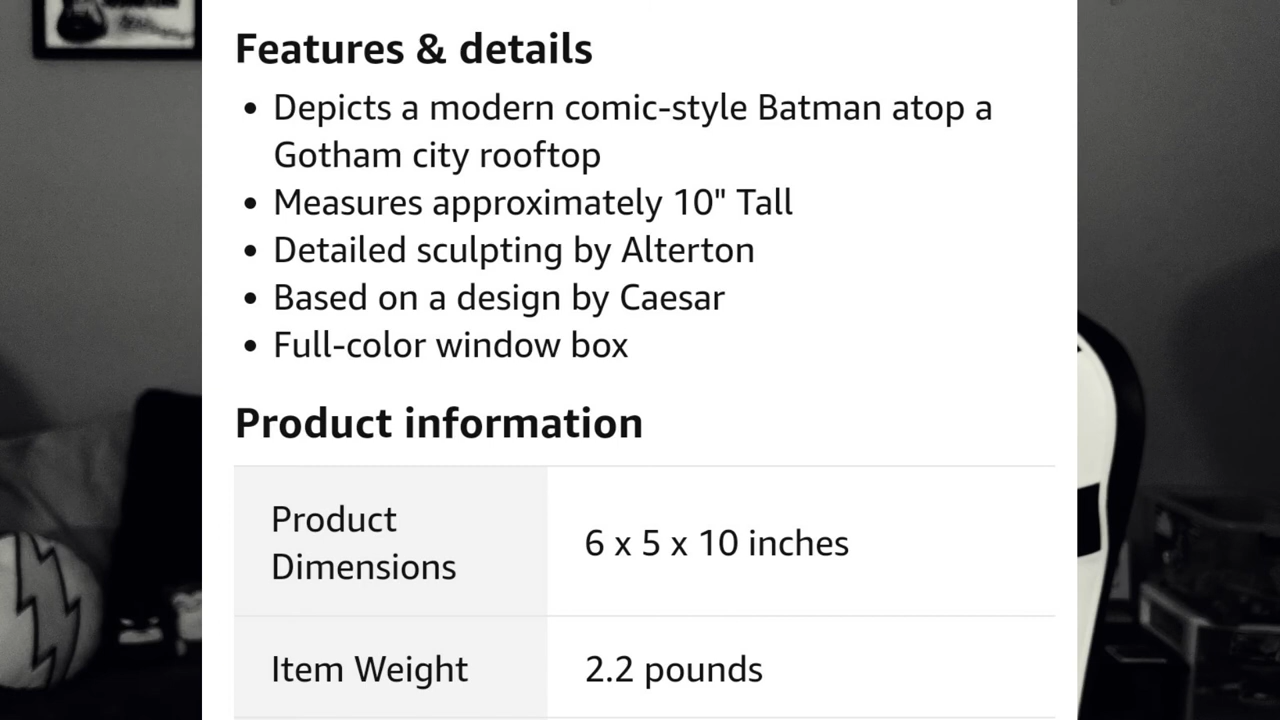 Features & details
• Depicts a modern comic-style Batman atop a
Gotham city rooftop
• Measures approximately 10" Tall
• Detailed sculpting by Alterton
• Based on a design by Caesar
• Full-color window box
Product information
Product
Dimensions
6 x 5 x 10 inches
Item Weight
2.2 pounds